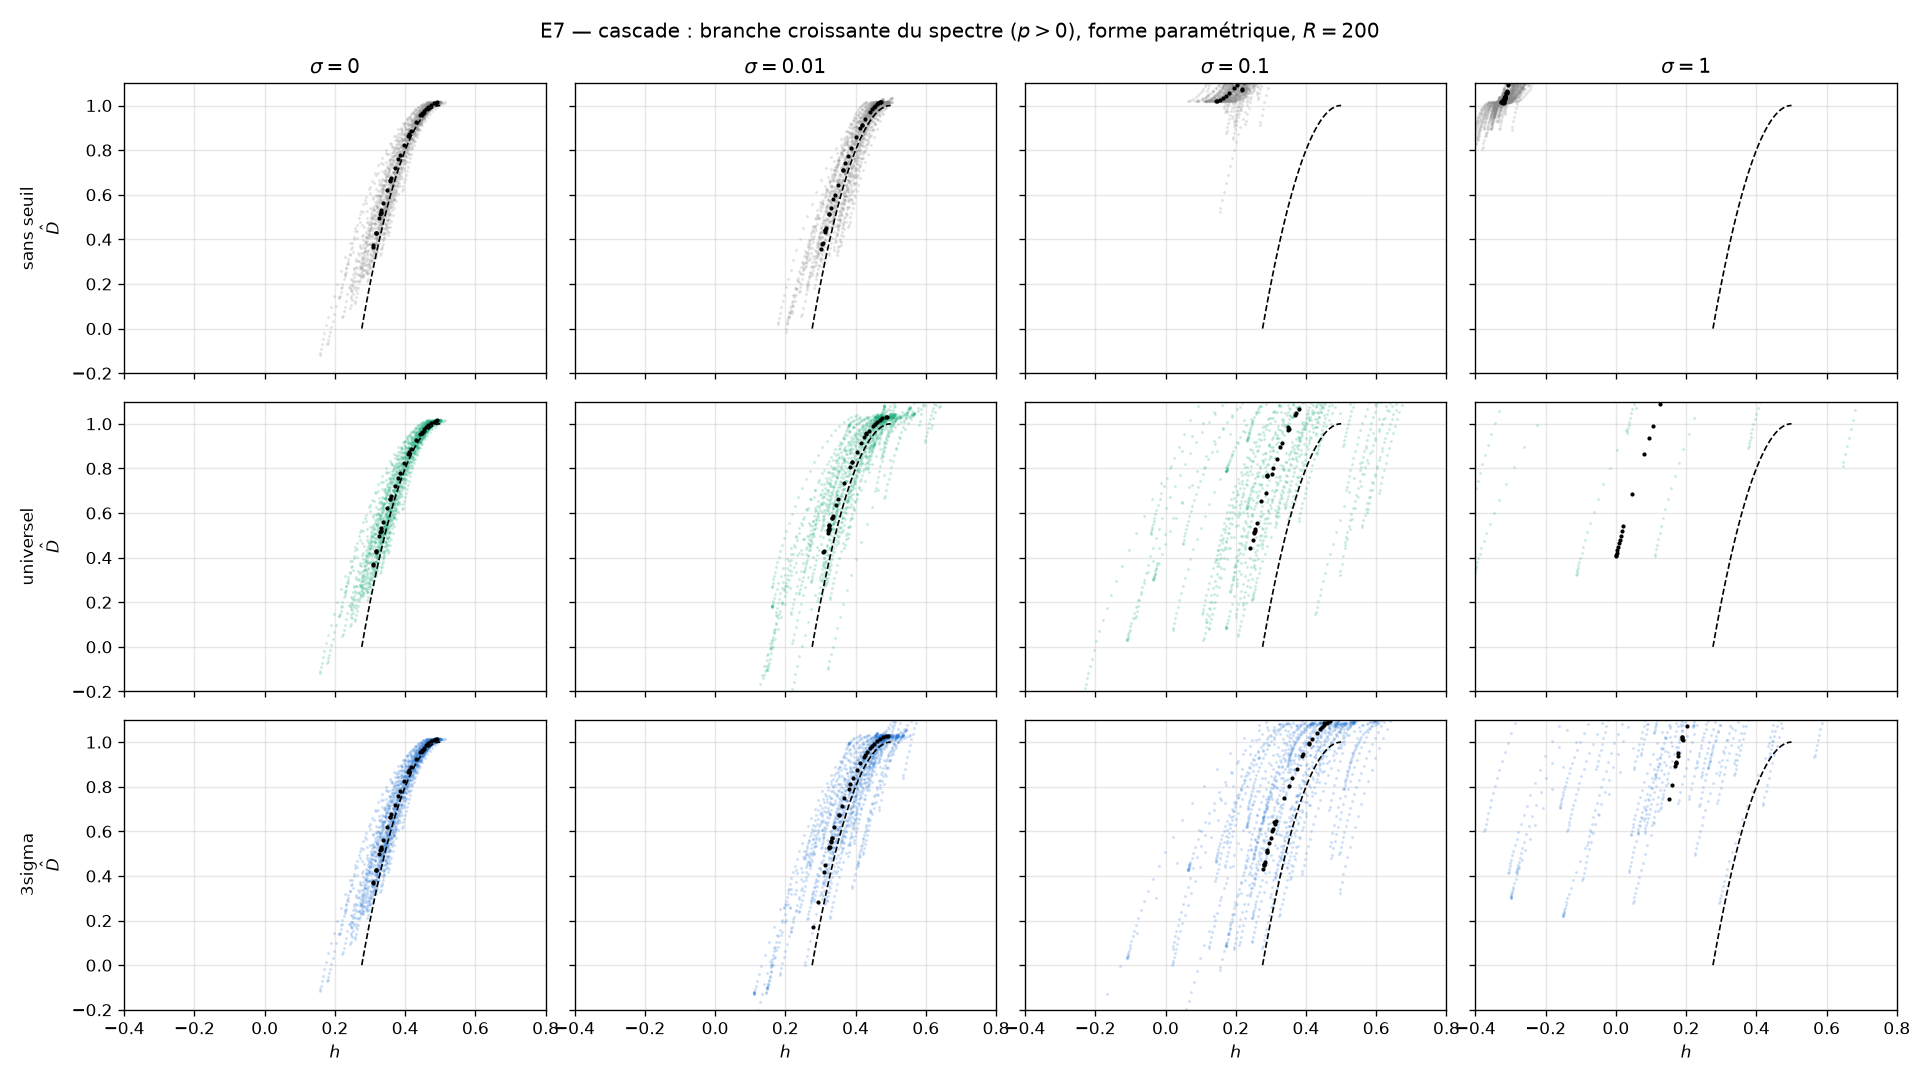 E7 — cascade : branche croissante du spectre (p > 0), forme paramétrique, R = 200
σ = 0
σ = 0.01
σ = 0.1
σ = 1
sans seuil
D̂
1.0
0.8
0.6
0.4
0.2
0.0
−0.2
universel
D̂
1.0
0.8
0.6
0.4
0.2
0.0
−0.2
3sigma
D̂
1.0
0.8
0.6
0.4
0.2
0.0
−0.2
−0.4 −0.2 0.0 0.2 0.4 0.6 0.8
−0.4 −0.2 0.0 0.2 0.4 0.6 0.8
−0.4 −0.2 0.0 0.2 0.4 0.6 0.8
−0.4 −0.2 0.0 0.2 0.4 0.6 0.8
h
h
h
h